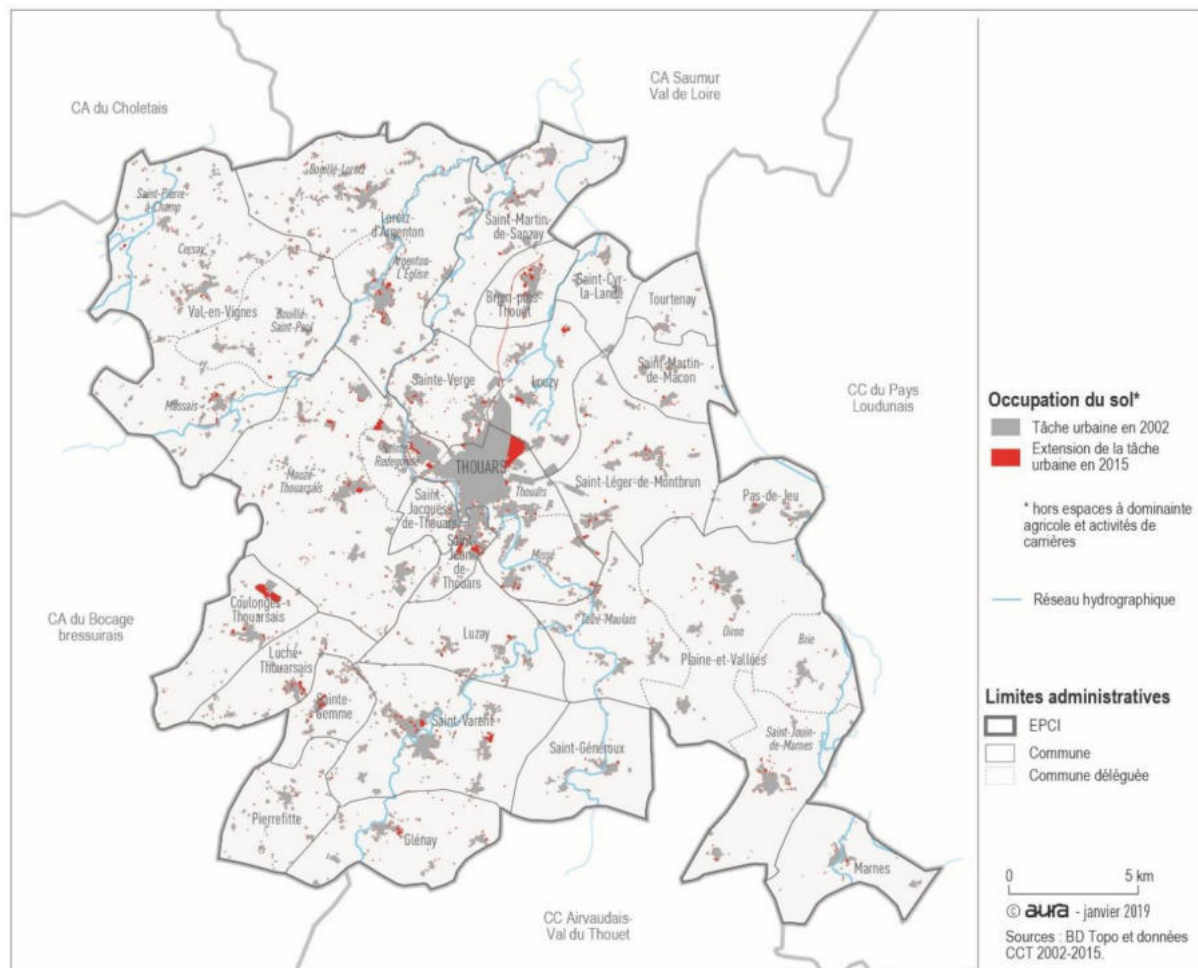 CA du Choletais
CA Saumur
Val de Loire
Bouillé-Loretz
Saint-Pierre-
à-Champ
Cersay
Loretz-
d'Argenton
Saint-Martin-
de-Sanzay
Argenton-
L'Église
Brion-près-
Thouet
Saint-Cyr-
la-Lande
Tourtenay
Val-en-Vignes
Bouillé-
Saint-Paul
Saint-Martin-
de-Mâcon
Sainte-Verge
Louzy
CC du Pays
Loudunais
Massais
Sainte-
Radegonde
THOUARS
Mauzé-
Thouarsais
Saint-Léger-de-Montbrun
Pas-de-Jeu
Saint-
Jacques-
de-Thouars
Thouars
Missé
Saint-
Jean-
de-
Thouars
Coulonges-
Thouarsais
CA du Bocage
bressuirais
Luzay
Taizé-Maulais
Oiron
Brie
Plaine-et-Vallées
Luché-
Thouarsais
Sainte-
Gemme
Saint-Varent
Saint-Généroux
Saint-Jouin-
de-Marnes
Pierrefitte
Glénay
Marnes
CC Airvaudais-
Val du Thouet
Occupation du sol*
Tâche urbaine en 2002
Extension de la tâche
urbaine en 2015
* hors espaces à dominainte
agricole et activités de
carrières
Réseau hydrographique
Limites administratives
EPCI
Commune
Commune déléguée
0 5 km
© aura - janvier 2019
Sources : BD Topo et données
CCT 2002-2015.